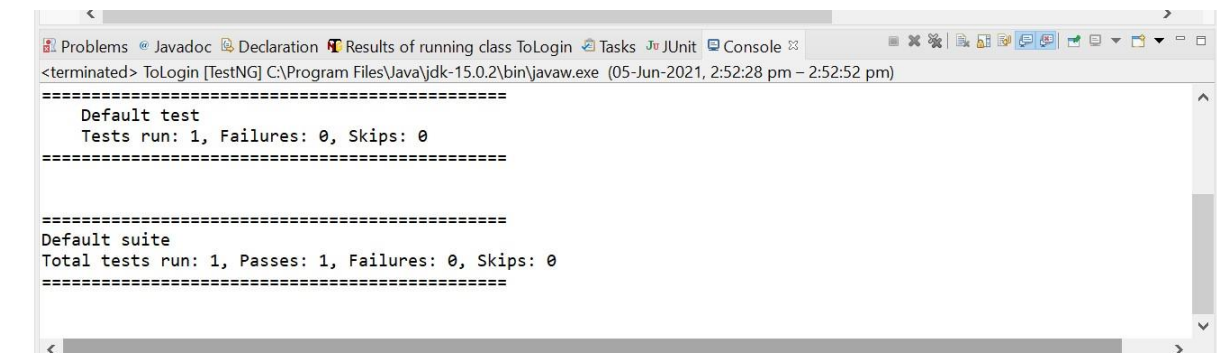 Problems Javadoc Declaration Results of running class ToLogin Tasks JUnit Console
<terminated> ToLogin [TestNG] C:\Program Files\Java\jdk-15.0.2\bin\javaw.exe (05-Jun-2021, 2:52:28 pm – 2:52:52 pm)
===============================================
    Default test
    Tests run: 1, Failures: 0, Skips: 0
===============================================
===============================================
Default suite
Total tests run: 1, Passes: 1, Failures: 0, Skips: 0
===============================================